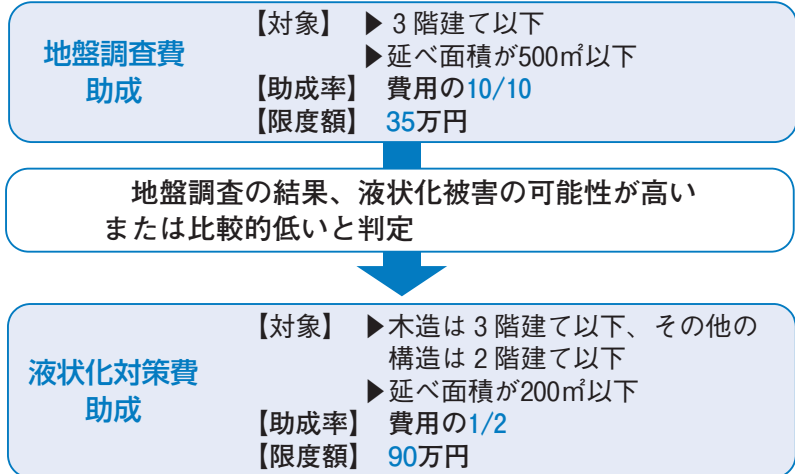 地盤調査費
助成
【対象】 ▶3階建て以下
▶延べ面積が500㎡以下
【助成率】 費用の10/10
【限度額】 35万円
地盤調査の結果、液状化被害の可能性が高い
または比較的低いと判定
液状化対策費
助成
【対象】 ▶木造は3階建て以下、その他の
構造は2階建て以下
▶延べ面積が200㎡以下
【助成率】 費用の1/2
【限度額】 90万円